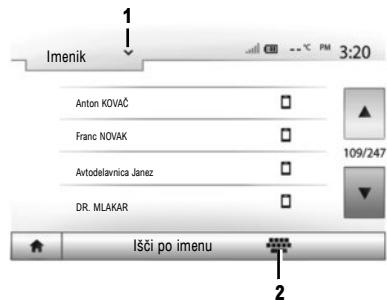 1
Imenik
--°C PM 3:20
Anton KOVAČ
Franc NOVAK
109/247
Avtodelavnica Janez
DR. MLAKAR
Išči po imenu
2